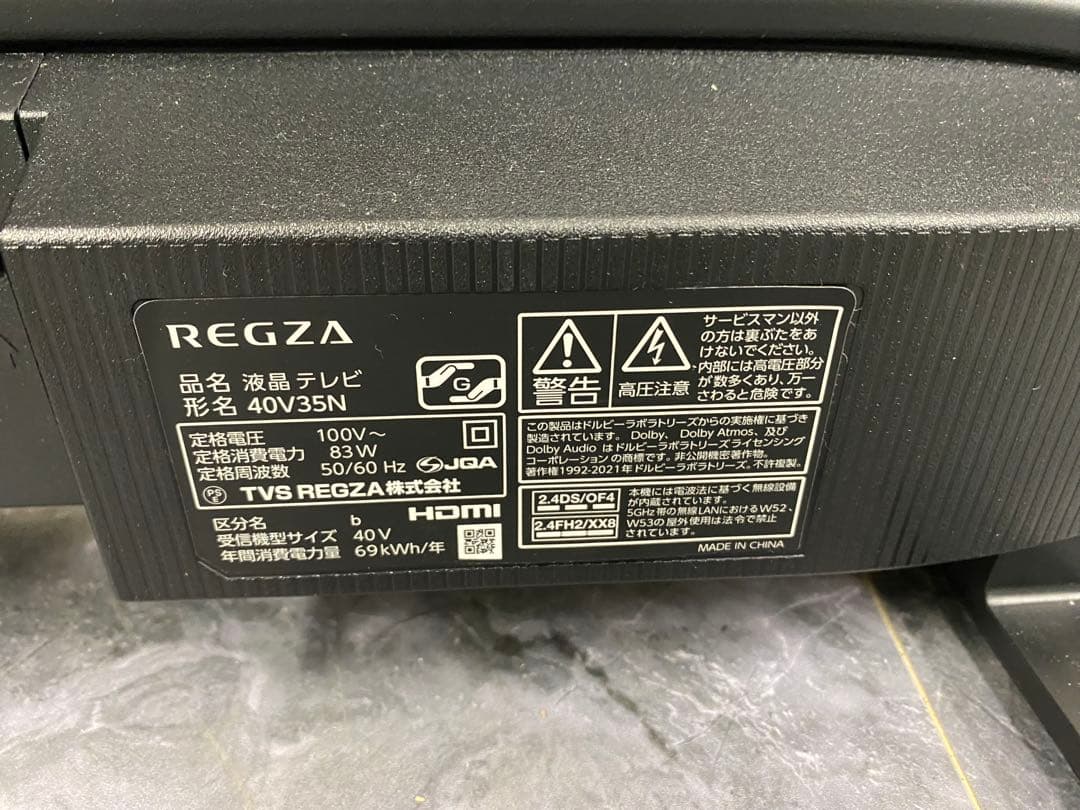 REGZA
品名 液晶テレビ
形名 40V35N
G
定格電圧 100V～
定格消費電力 83W
定格周波数 50/60 Hz
JQA
PS
E
TVS REGZA株式会社
HDMI
区分名 b
受信機型サイズ 40V
年間消費電力量 69kWh/年
警告
高圧注意
サービスマン以外
の方は裏ぶたをあ
けないでください。
内部には高電圧部分
が数多くあり、万一
さわると危険です。
この製品はドルビーラボラトリーズからの実施権に基づき
製造されています。Dolby、Dolby Atmos、及び
Dolby Audio はドルビーラボラトリーズライセンシング
コーポレーションの商標です。非公開機密著作物。
著作権1992-2021年ドルビーラボラトリーズ。不許複製。
2.4DS/OF4
2.4FH2/XX8
本機には電波法に基づく無線設備
が内蔵されています。
5GHz帯の無線LANにおけるW52、
W53の屋外使用は法令で禁止
されています。
MADE IN CHINA